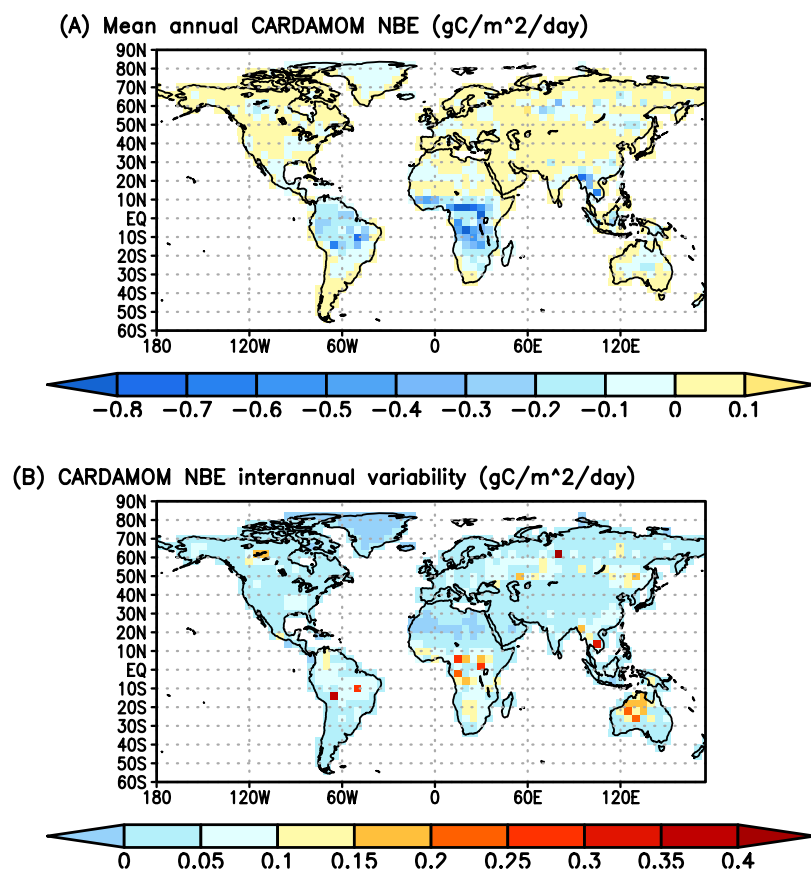 (A) Mean annual CARDAMOM NBE (gC/m^2/day)
90N
80N
70N
60N
50N
40N
30N
20N
10N
EQ
10S
20S
30S
40S
50S
60S
180 120W 60W 0 60E 120E
-0.8 -0.7 -0.6 -0.5 -0.4 -0.3 -0.2 -0.1 0 0.1
(B) CARDAMOM NBE interannual variability (gC/m^2/day)
90N
80N
70N
60N
50N
40N
30N
20N
10N
EQ
10S
20S
30S
40S
50S
60S
180 120W 60W 0 60E 120E
0 0.05 0.1 0.15 0.2 0.25 0.3 0.35 0.4